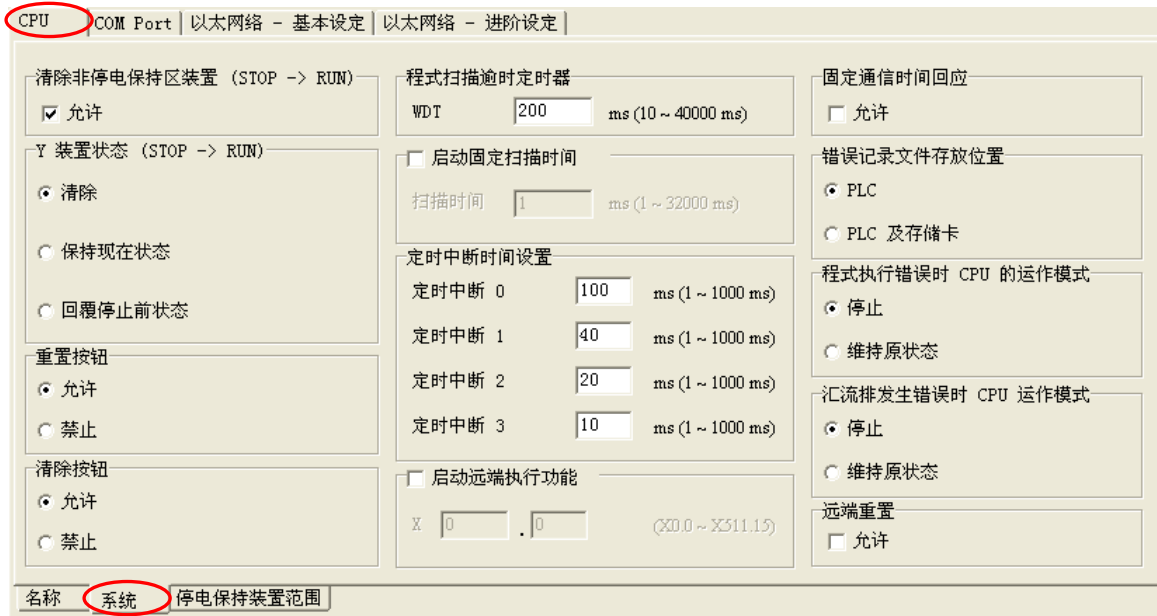 CPU
COM Port
以太网络 - 基本设定
以太网络 - 进阶设定
清除非停电保持区装置 (STOP -> RUN)
允许
Y 装置状态 (STOP -> RUN)
清除
保持现在状态
回覆停止前状态
重置按钮
允许
禁止
清除按钮
允许
禁止
程式扫描逾时定时器
WDT 200 ms (10 ~ 40000 ms)
启动固定扫描时间
扫描时间 1 ms (1 ~ 32000 ms)
定时中断时间设置
定时中断 0 100 ms (1 ~ 1000 ms)
定时中断 1 40 ms (1 ~ 1000 ms)
定时中断 2 20 ms (1 ~ 1000 ms)
定时中断 3 10 ms (1 ~ 1000 ms)
启动远端执行功能
X 0 . 0 (X0.0 ~ X511.15)
固定通信时间回应
允许
错误记录文件存放位置
PLC
PLC 及存储卡
程式执行错误时 CPU 的运作模式
停止
维持原状态
汇流排发生错误时 CPU 运作模式
停止
维持原状态
远端重置
允许
名称
系统
停电保持装置范围